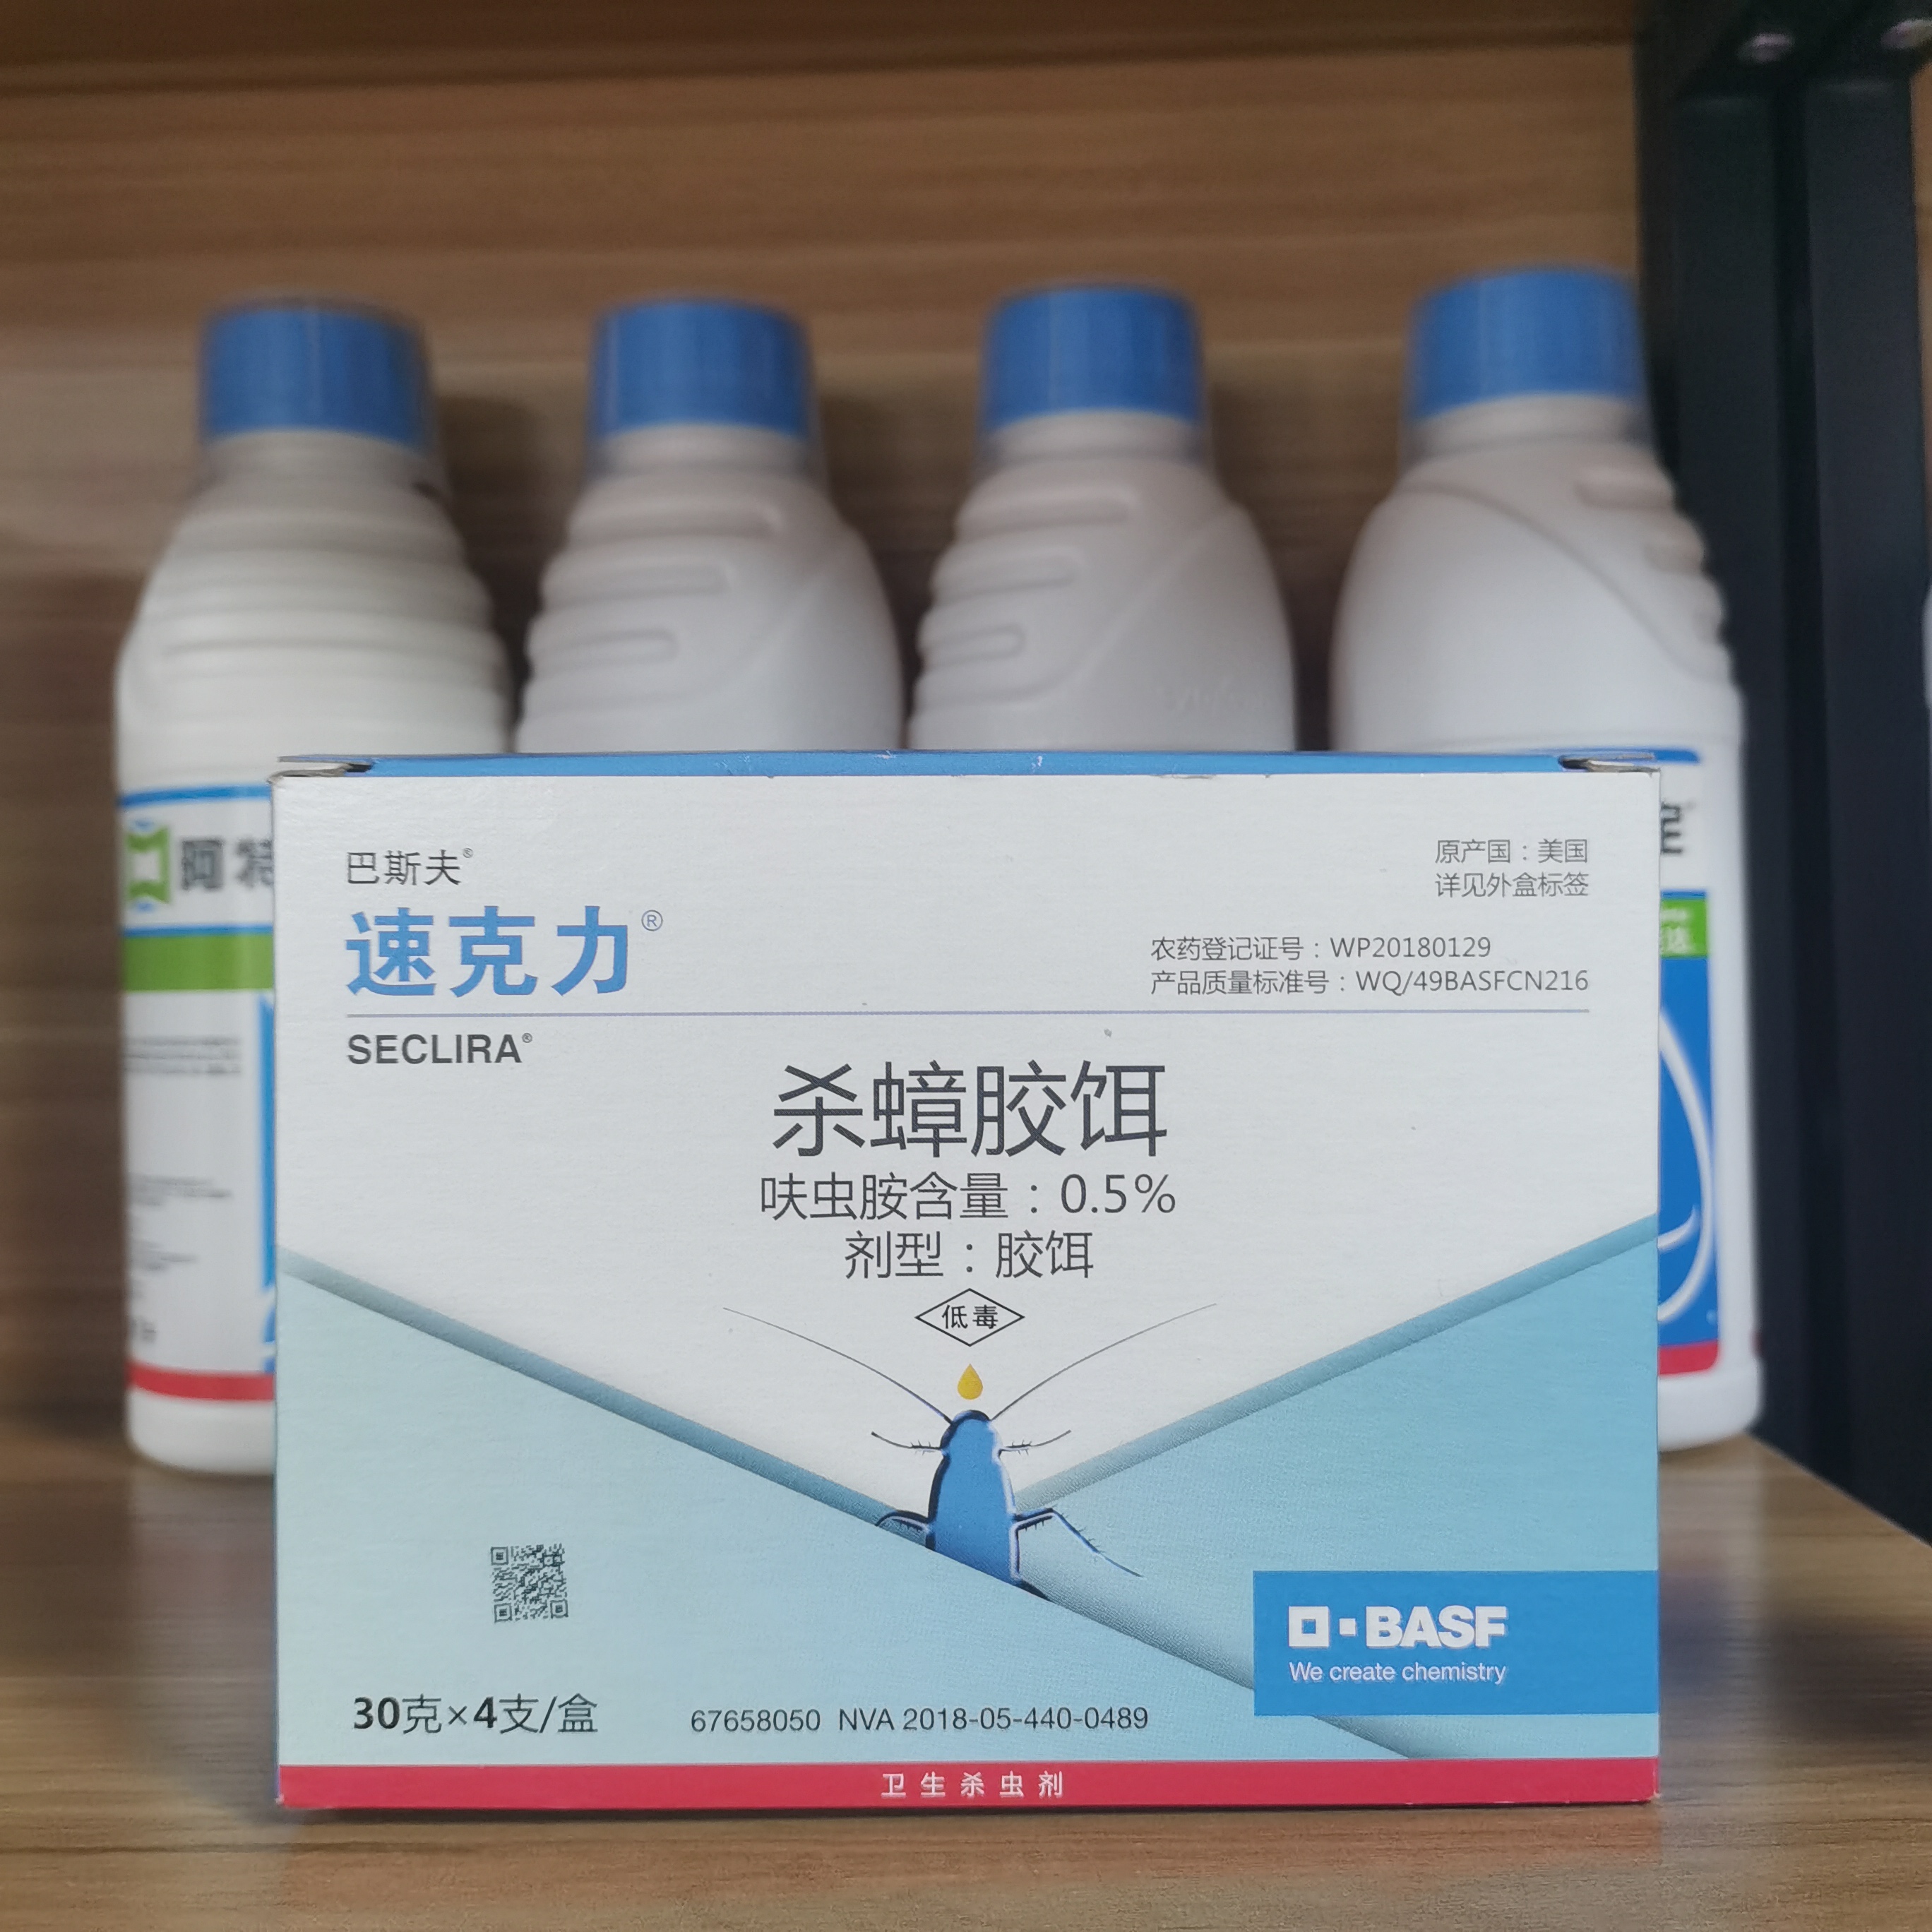 阿特
巴斯夫®
速克力®
SECLIRA®
原产国：美国
详见外盒标签
农药登记证号：WP20180129
产品质量标准号：WQ/49BASFCN216
杀蟑胶饵
呋虫胺含量：0.5%
剂型：胶饵
低毒
BASF
We create chemistry
30克×4支/盒
67658050 NVA 2018-05-440-0489
卫生杀虫剂